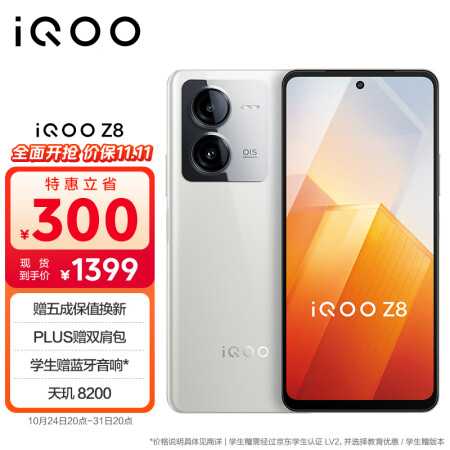 iQOO
iQOO Z8
全面开抢 价保11.11
特惠立省
¥300
现货
到手价 ¥1399
赠五成保值换新
PLUS赠双肩包
学生赠蓝牙音响*
天玑 8200
10月24日20点-31日20点
OIS
iQOO
iQOO Z8
*价格说明具体见商详 | 学生赠需经过京东学生认证 LV2, 并选择教育优惠 / 学生赠版本